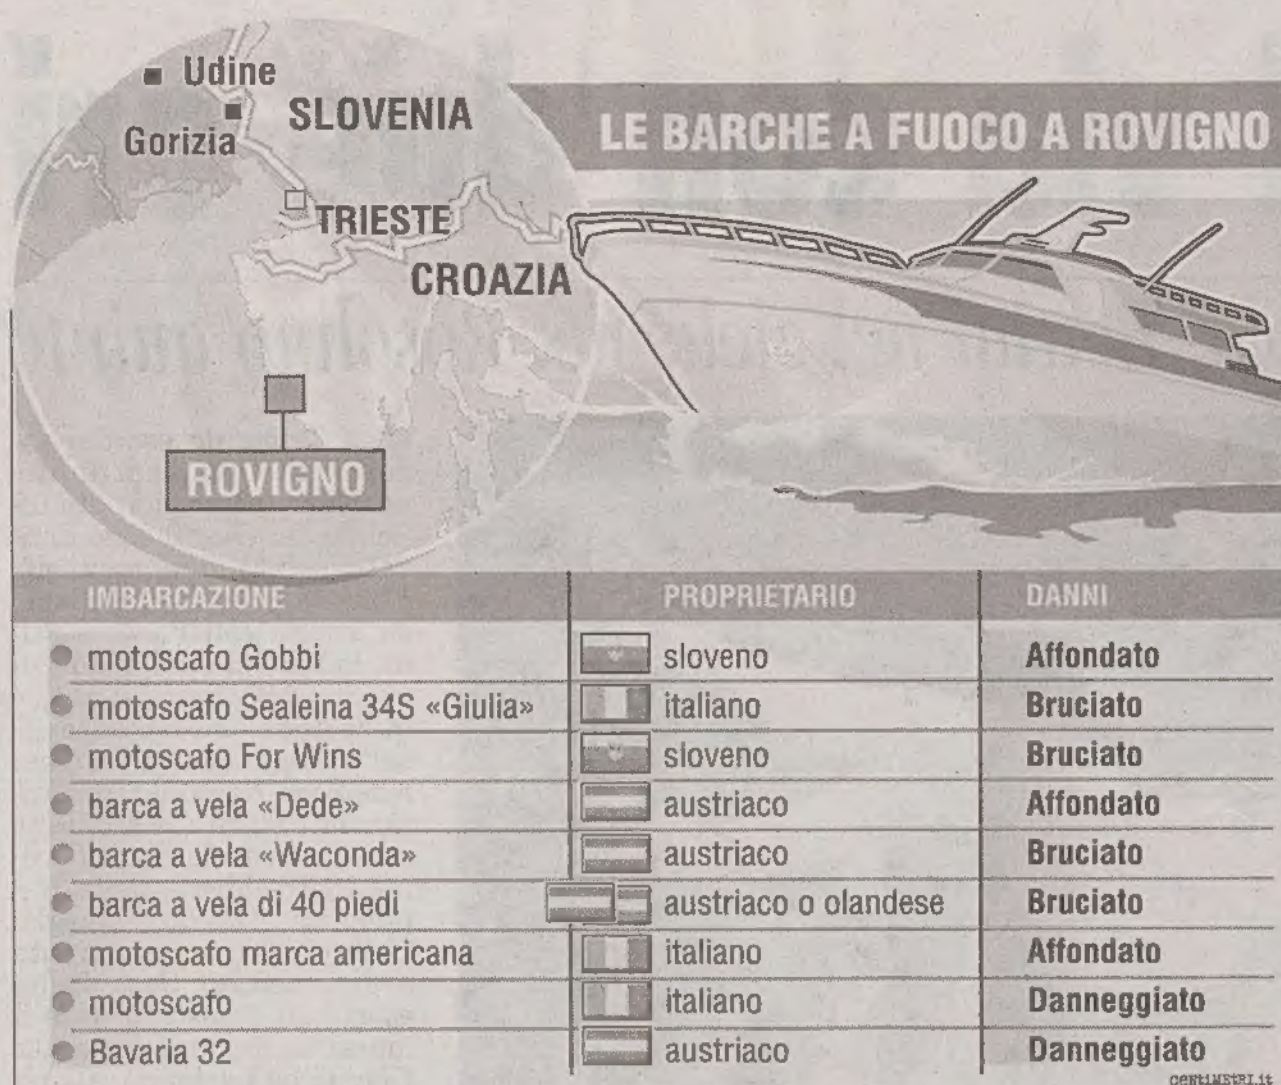 Udine
SLOVENIA
Gorizia
TRIESTE
CROAZIA
ROVIGNO
LE BARCHE A FUOCO A ROVIGNO
IMBARCAZIONE PROPRIETARIO DANNI
motoscafo Gobbi sloveno Affondato
motoscafo Sealeina 34S «Giulia» italiano Bruciato
motoscafo For Wins sloveno Bruciato
barca a vela «Dede» austriaco Affondato
barca a vela «Waconda» austriaco Bruciato
barca a vela di 40 piedi austriaco o olandese Bruciato
motoscafo marca americana italiano Affondato
motoscafo italiano Danneggiato
Bavaria 32 austriaco Danneggiato
CENTIMETRI.it